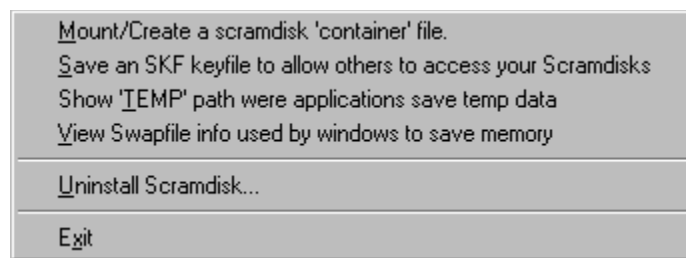 Mount/Create a scramdisk 'container' file.
Save an SKF keyfile to allow others to access your Scramdisks
Show 'TEMP' path were applications save temp data
View Swapfile info used by windows to save memory
Uninstall Scramdisk...
Exit